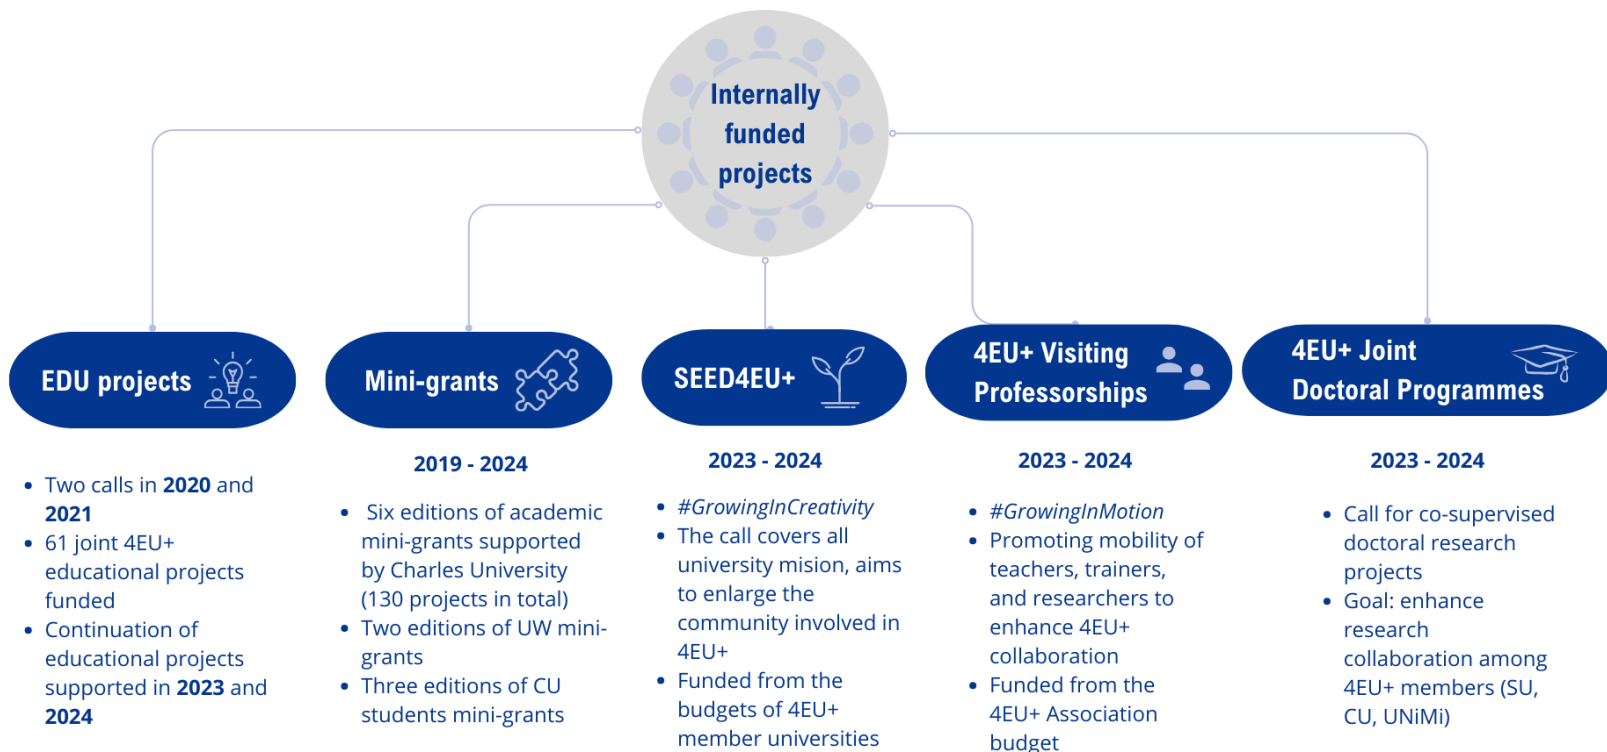 Internally
funded
projects
EDU projects
• Two calls in 2020 and
2021
• 61 joint 4EU+
educational projects
funded
• Continuation of
educational projects
supported in 2023 and
2024
Mini-grants
2019 - 2024
• Six editions of academic
mini-grants supported
by Charles University
(130 projects in total)
• Two editions of UW mini-
grants
• Three editions of CU
students mini-grants
SEED4EU+
2023 - 2024
• #GrowingInCreativity
• The call covers all
university mision, aims
to enlarge the
community involved in
4EU+
• Funded from the
budgets of 4EU+
member universities
4EU+ Visiting
Professorships
2023 - 2024
• #GrowingInMotion
• Promoting mobility of
teachers, trainers,
and researchers to
enhance 4EU+
collaboration
• Funded from the
4EU+ Association
budget
4EU+ Joint
Doctoral Programmes
2023 - 2024
• Call for co-supervised
doctoral research
projects
• Goal: enhance
research
collaboration among
4EU+ members (SU,
CU, UNiMi)